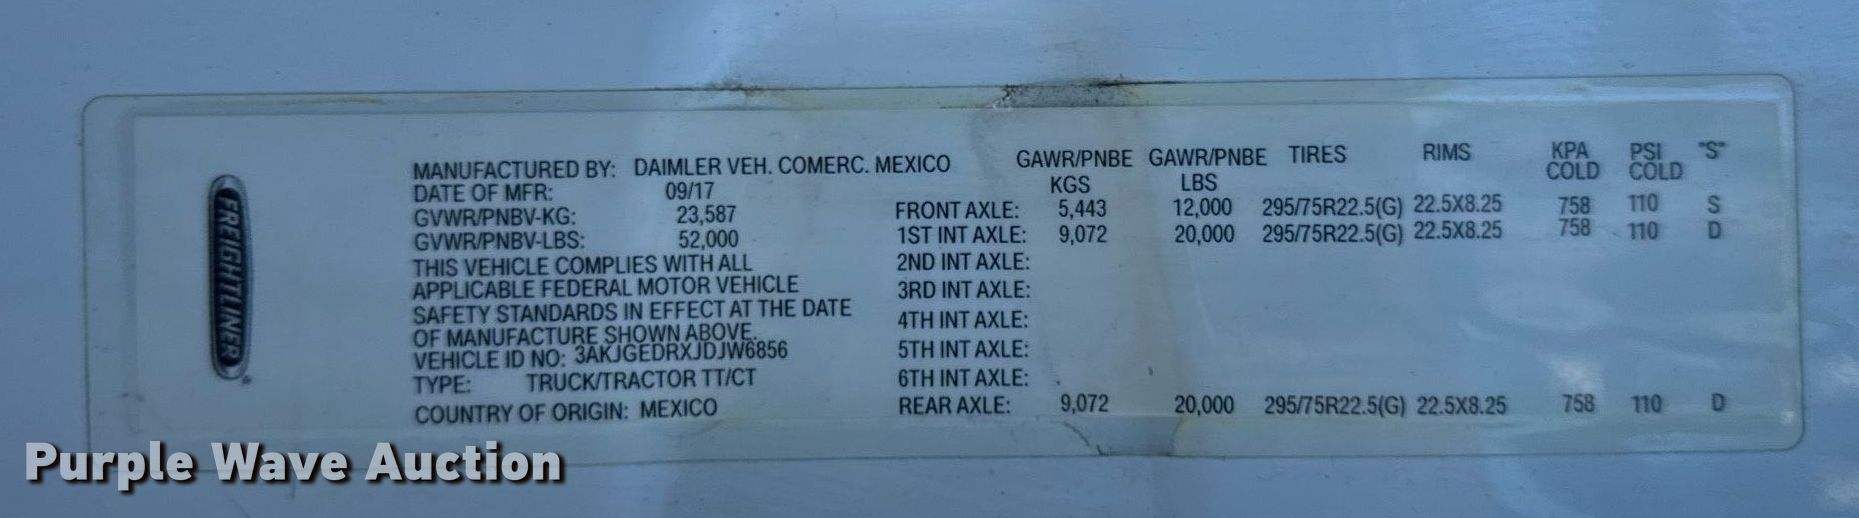 FREIGHTLINER
MANUFACTURED BY: DAIMLER VEH. COMERC. MEXICO
DATE OF MFR: 09/17
GVWR/PNBV-KG: 23,587
GVWR/PNBV-LBS: 52,000
THIS VEHICLE COMPLIES WITH ALL
APPLICABLE FEDERAL MOTOR VEHICLE
SAFETY STANDARDS IN EFFECT AT THE DATE
OF MANUFACTURE SHOWN ABOVE.
VEHICLE ID NO: 3AKJGEDRXJDJW6856
TYPE: TRUCK/TRACTOR TT/CT
COUNTRY OF ORIGIN: MEXICO
GAWR/PNBE GAWR/PNBE TIRES RIMS KPA PSI "S"
KGS LBS COLD COLD
FRONT AXLE: 5,443 12,000 295/75R22.5(G) 22.5X8.25 758 110 S
1ST INT AXLE: 9,072 20,000 295/75R22.5(G) 22.5X8.25 758 110 D
2ND INT AXLE:
3RD INT AXLE:
4TH INT AXLE:
5TH INT AXLE:
6TH INT AXLE:
REAR AXLE: 9,072 20,000 295/75R22.5(G) 22.5X8.25 758 110 D
Purple Wave Auction